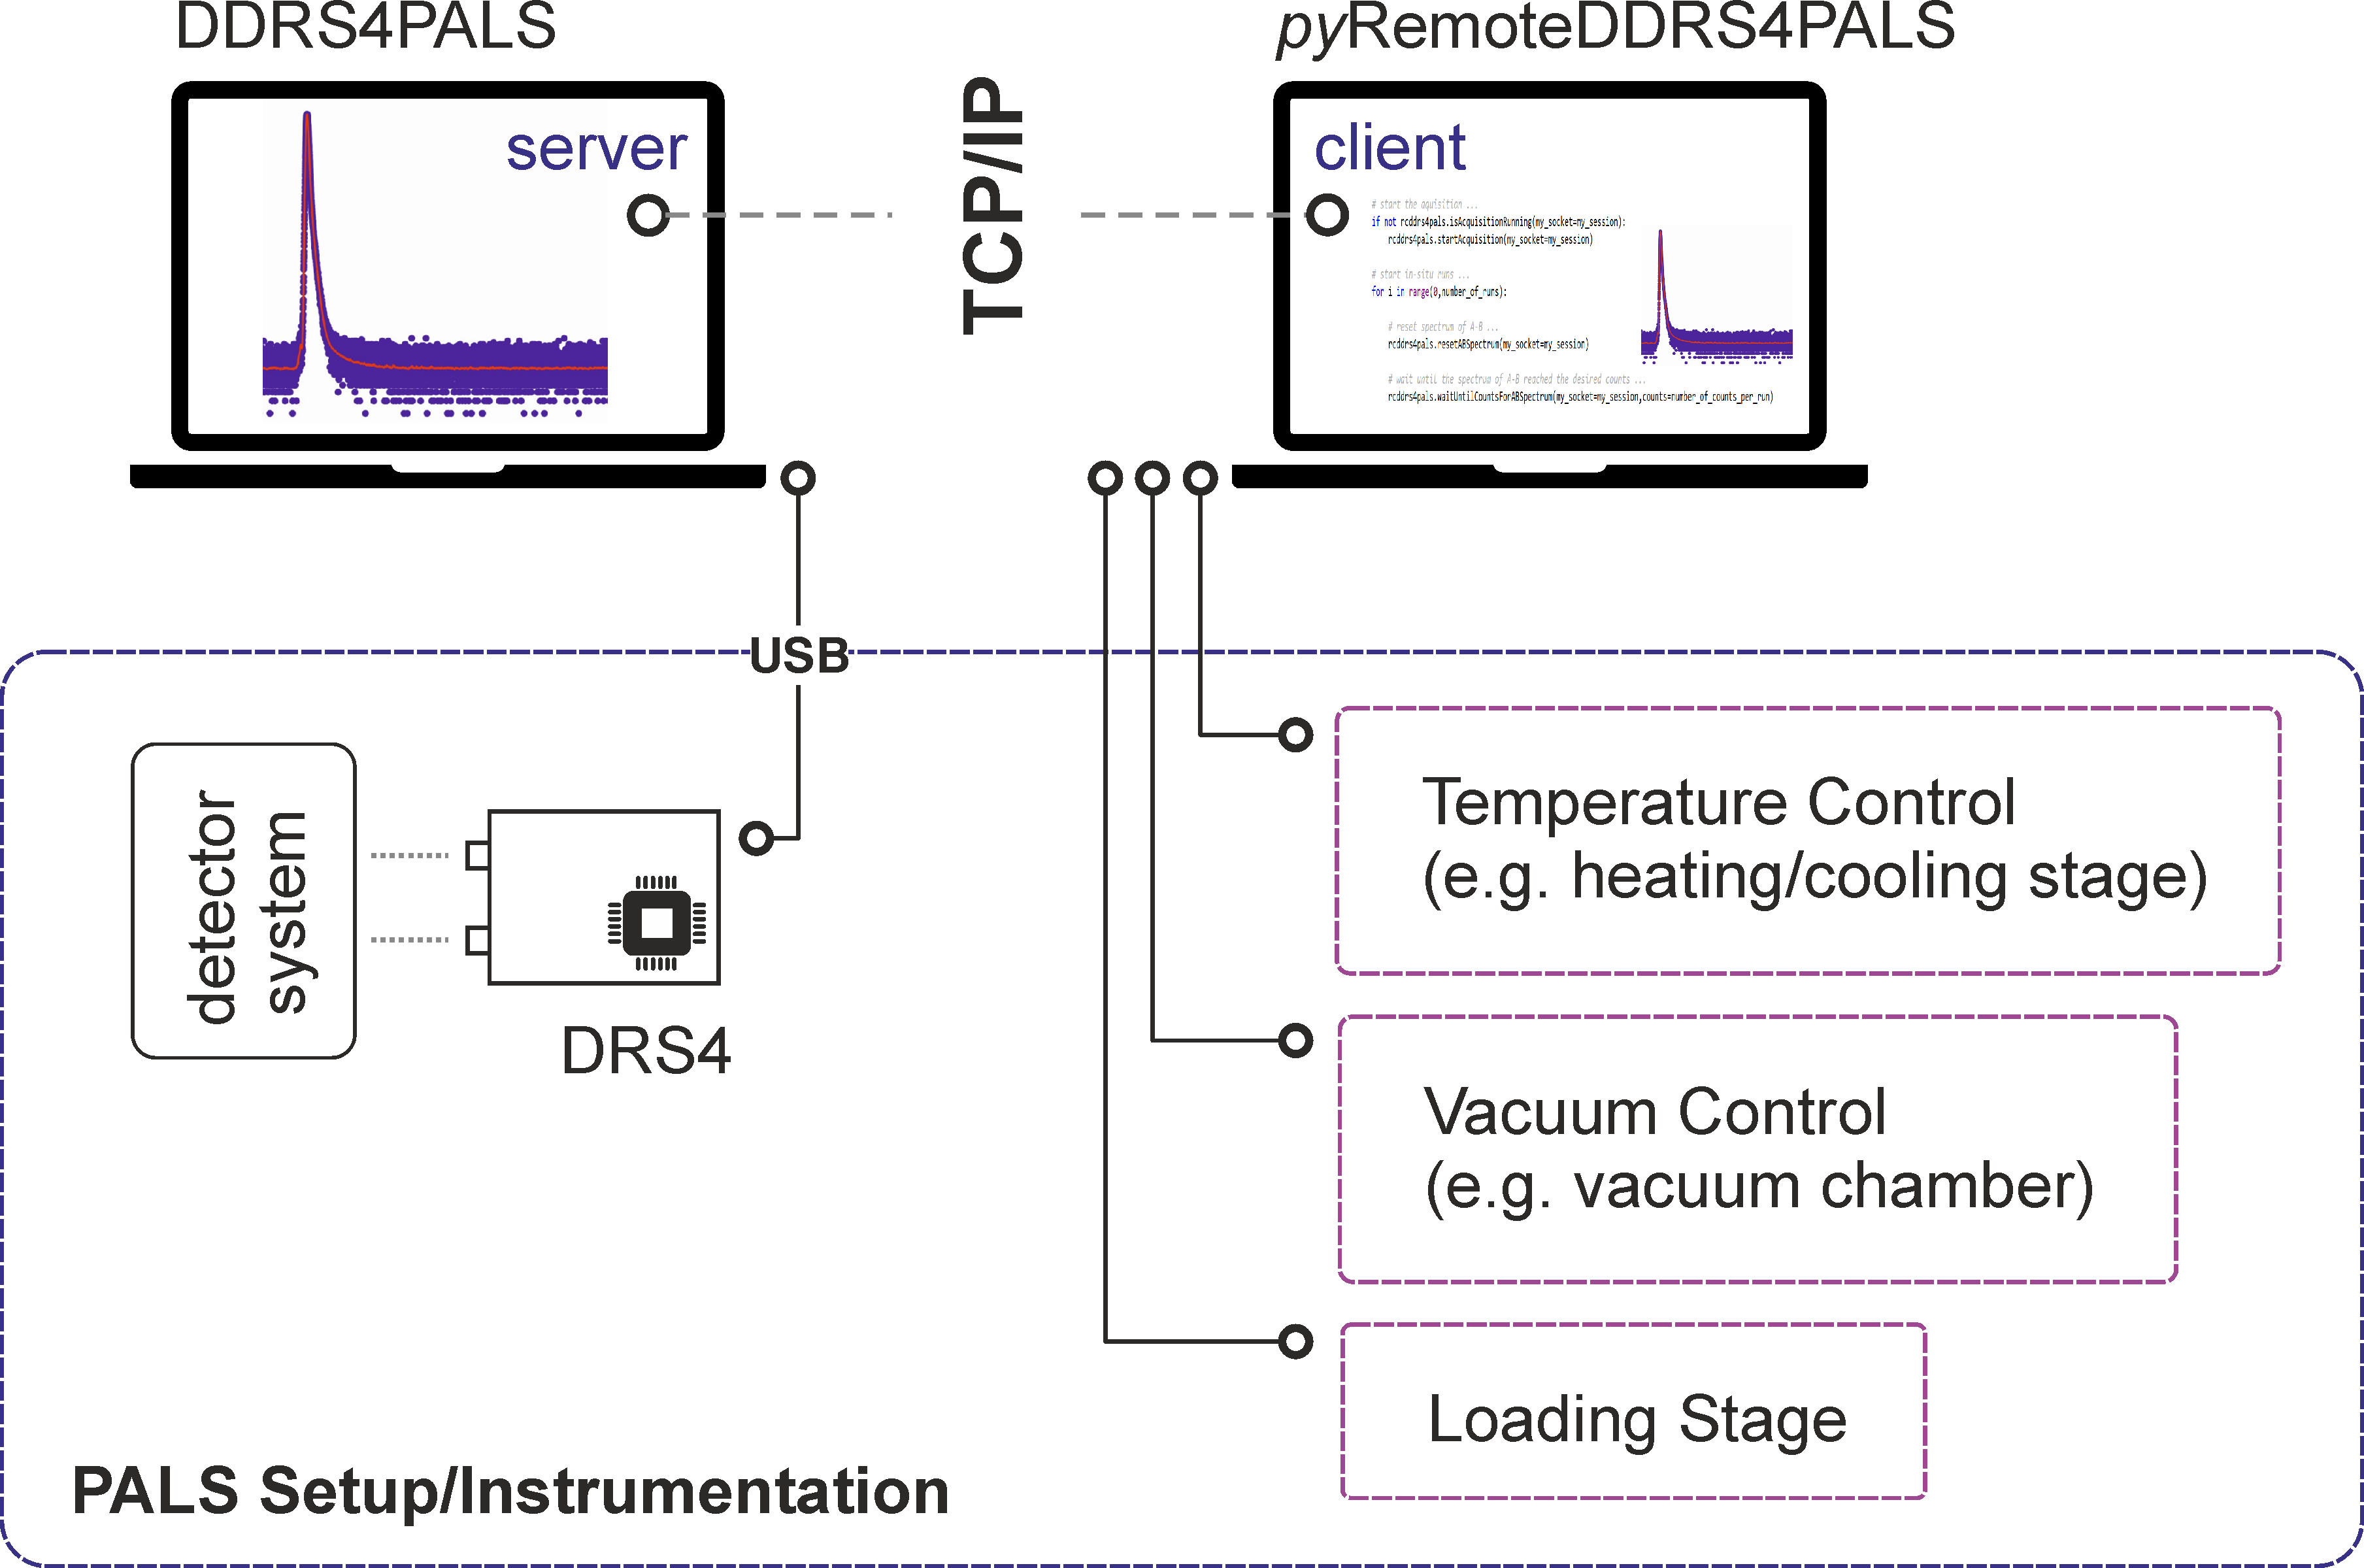 DDRS4PALS
pyRemoteDDRS4PALS
server
TCP/IP
client
# start the aquisition ...
if not rcddrs4pals.isAcquisitionRunning(my_socket=my_session):
rcddrs4pals.startAcquisition(my_socket=my_session)
# start in-situ runs ...
for i in range(0,number_of_runs):
# reset spectrum of A-B ...
rcddrs4pals.resetABSpectrum(my_socket=my_session)
# wait until the spectrum of A-B reached the desired counts ...
rcddrs4pals.waitUntilCountsForABSpectrum(my_socket=my_session,counts=number_of_counts_per_run)
USB
detector
system
DRS4
Temperature Control
(e.g. heating/cooling stage)
Vacuum Control
(e.g. vacuum chamber)
Loading Stage
PALS Setup/Instrumentation